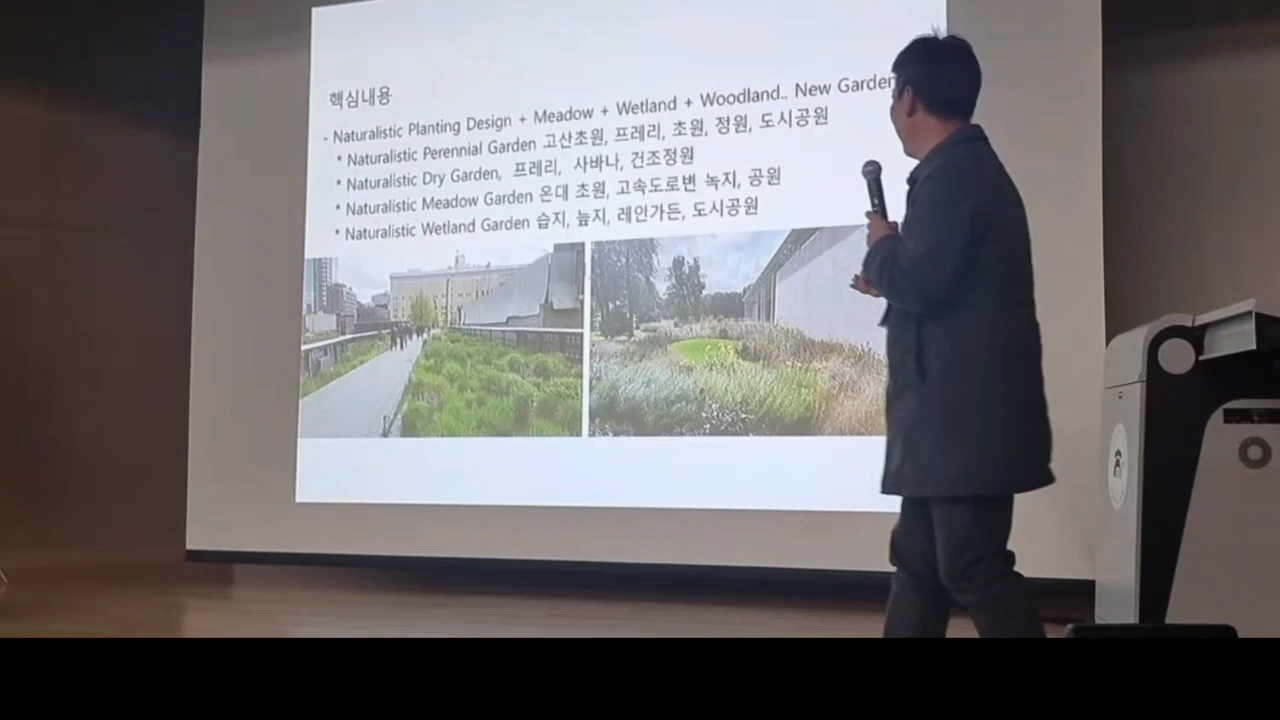 핵심내용
- Naturalistic Planting Design + Meadow + Wetland + Woodland.. New Garden
* Naturalistic Perennial Garden 고산초원, 프레리, 초원, 정원, 도시공원
* Naturalistic Dry Garden, 프레리, 사바나, 건조정원
* Naturalistic Meadow Garden 온대 초원, 고속도로변 녹지, 공원
* Naturalistic Wetland Garden 습지, 늪지, 레인가든, 도시공원